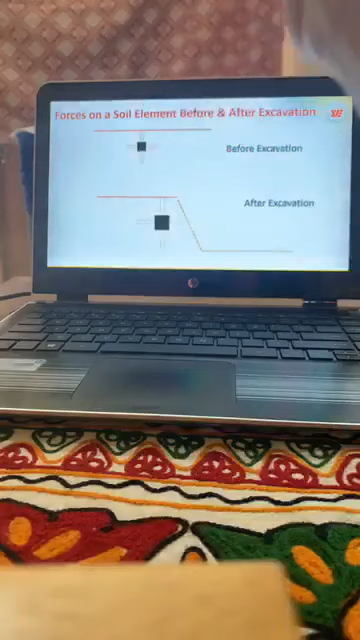 Forces on a Soil Element Before & After Excavation
Before Excavation
After Excavation